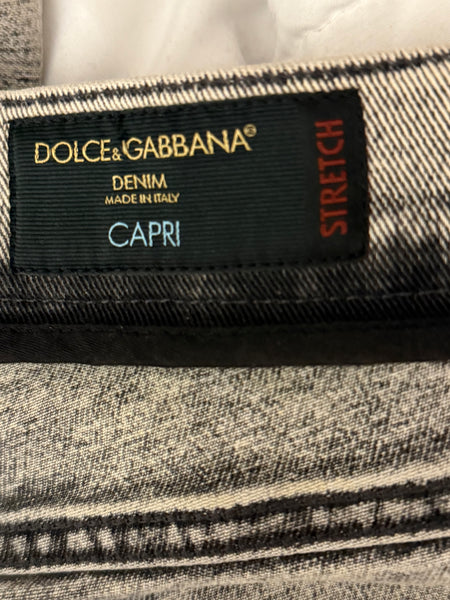 DOLCE&GABBANA
DENIM
MADE IN ITALY
CAPRI
STRETCH